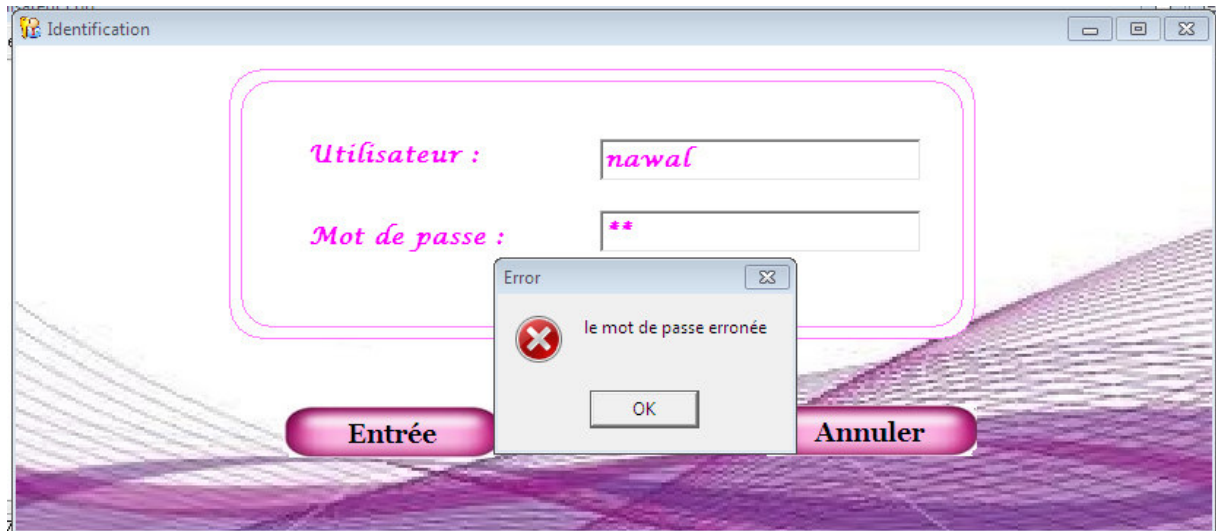 Identification
Utilisateur :
nawal
Mot de passe :
**
Error
le mot de passe erronée
OK
Entrée
Annuler